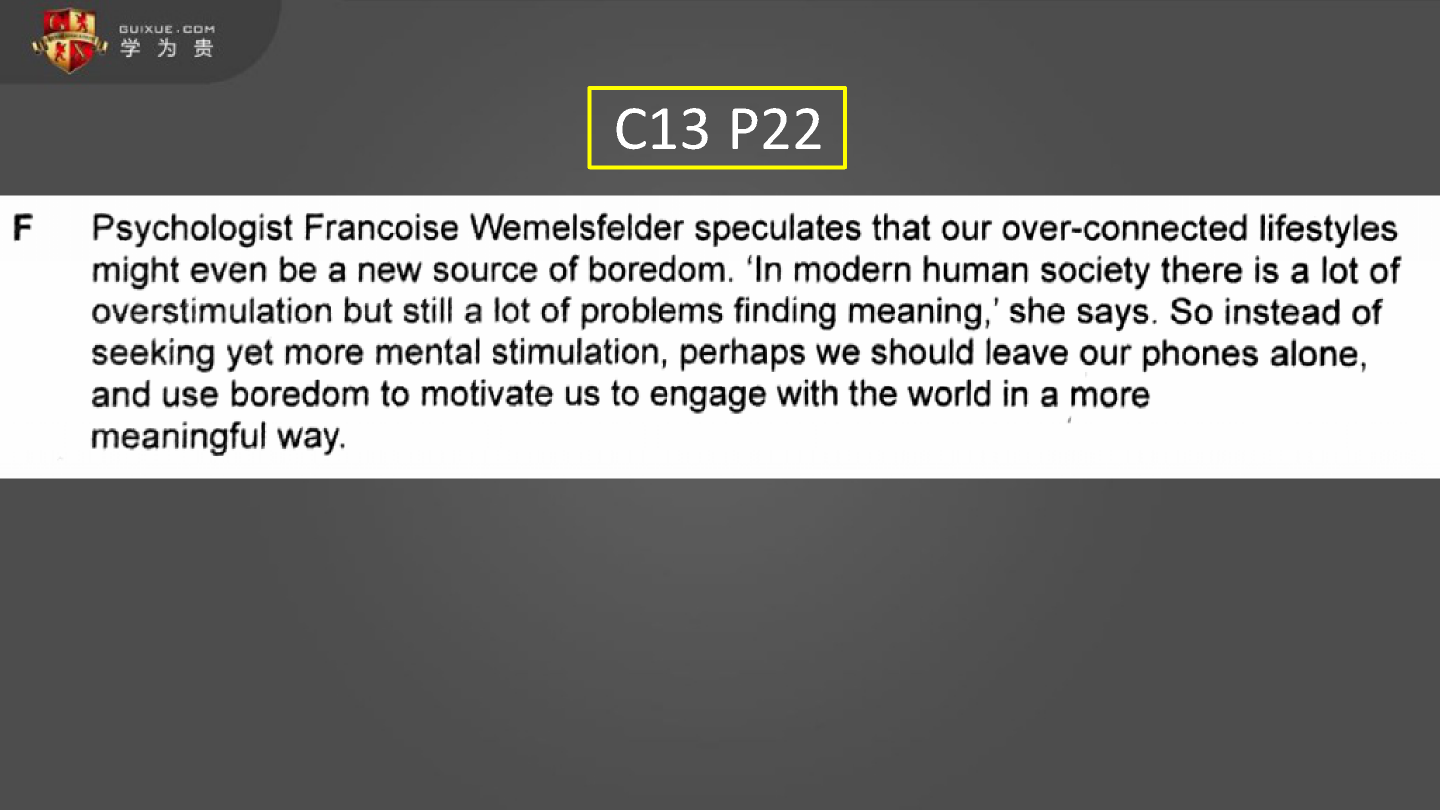 GUIXUE.COM
学为贵
C13 P22
F Psychologist Francoise Wemelsfelder speculates that our over-connected lifestyles
might even be a new source of boredom. ‘In modern human society there is a lot of
overstimulation but still a lot of problems finding meaning,’ she says. So instead of
seeking yet more mental stimulation, perhaps we should leave our phones alone,
and use boredom to motivate us to engage with the world in a more
meaningful way.